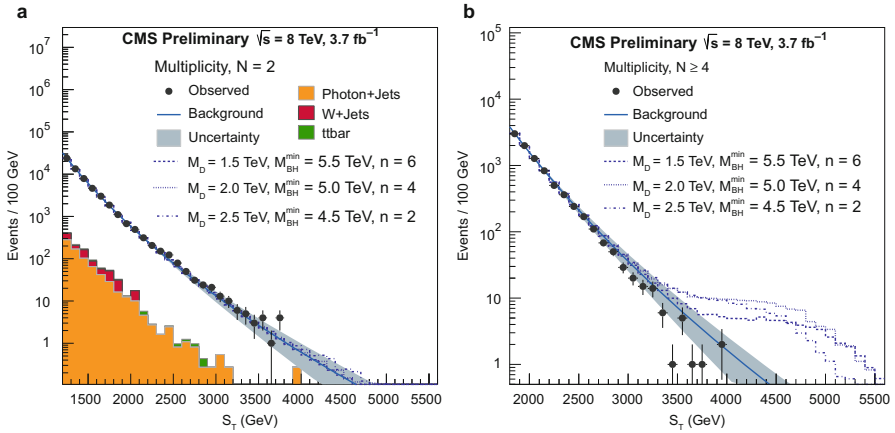 a
CMS Preliminary √s = 8 TeV, 3.7 fb⁻¹
Multiplicity, N = 2
Observed
Background
Uncertainty
Photon+Jets
W+Jets
ttbar
M_D = 1.5 TeV, M_BH^min = 5.5 TeV, n = 6
M_D = 2.0 TeV, M_BH^min = 5.0 TeV, n = 4
M_D = 2.5 TeV, M_BH^min = 4.5 TeV, n = 2
Events / 100 GeV
10⁷
10⁶
10⁵
10⁴
10³
10²
10
1
1500 2000 2500 3000 3500 4000 4500 5000 5500
S_T (GeV)
b
CMS Preliminary √s = 8 TeV, 3.7 fb⁻¹
Multiplicity, N ≥ 4
Observed
Background
Uncertainty
M_D = 1.5 TeV, M_BH^min = 5.5 TeV, n = 6
M_D = 2.0 TeV, M_BH^min = 5.0 TeV, n = 4
M_D = 2.5 TeV, M_BH^min = 4.5 TeV, n = 2
Events / 100 GeV
10⁵
10⁴
10³
10²
10
1
2000 2500 3000 3500 4000 4500 5000 5500
S_T (GeV)